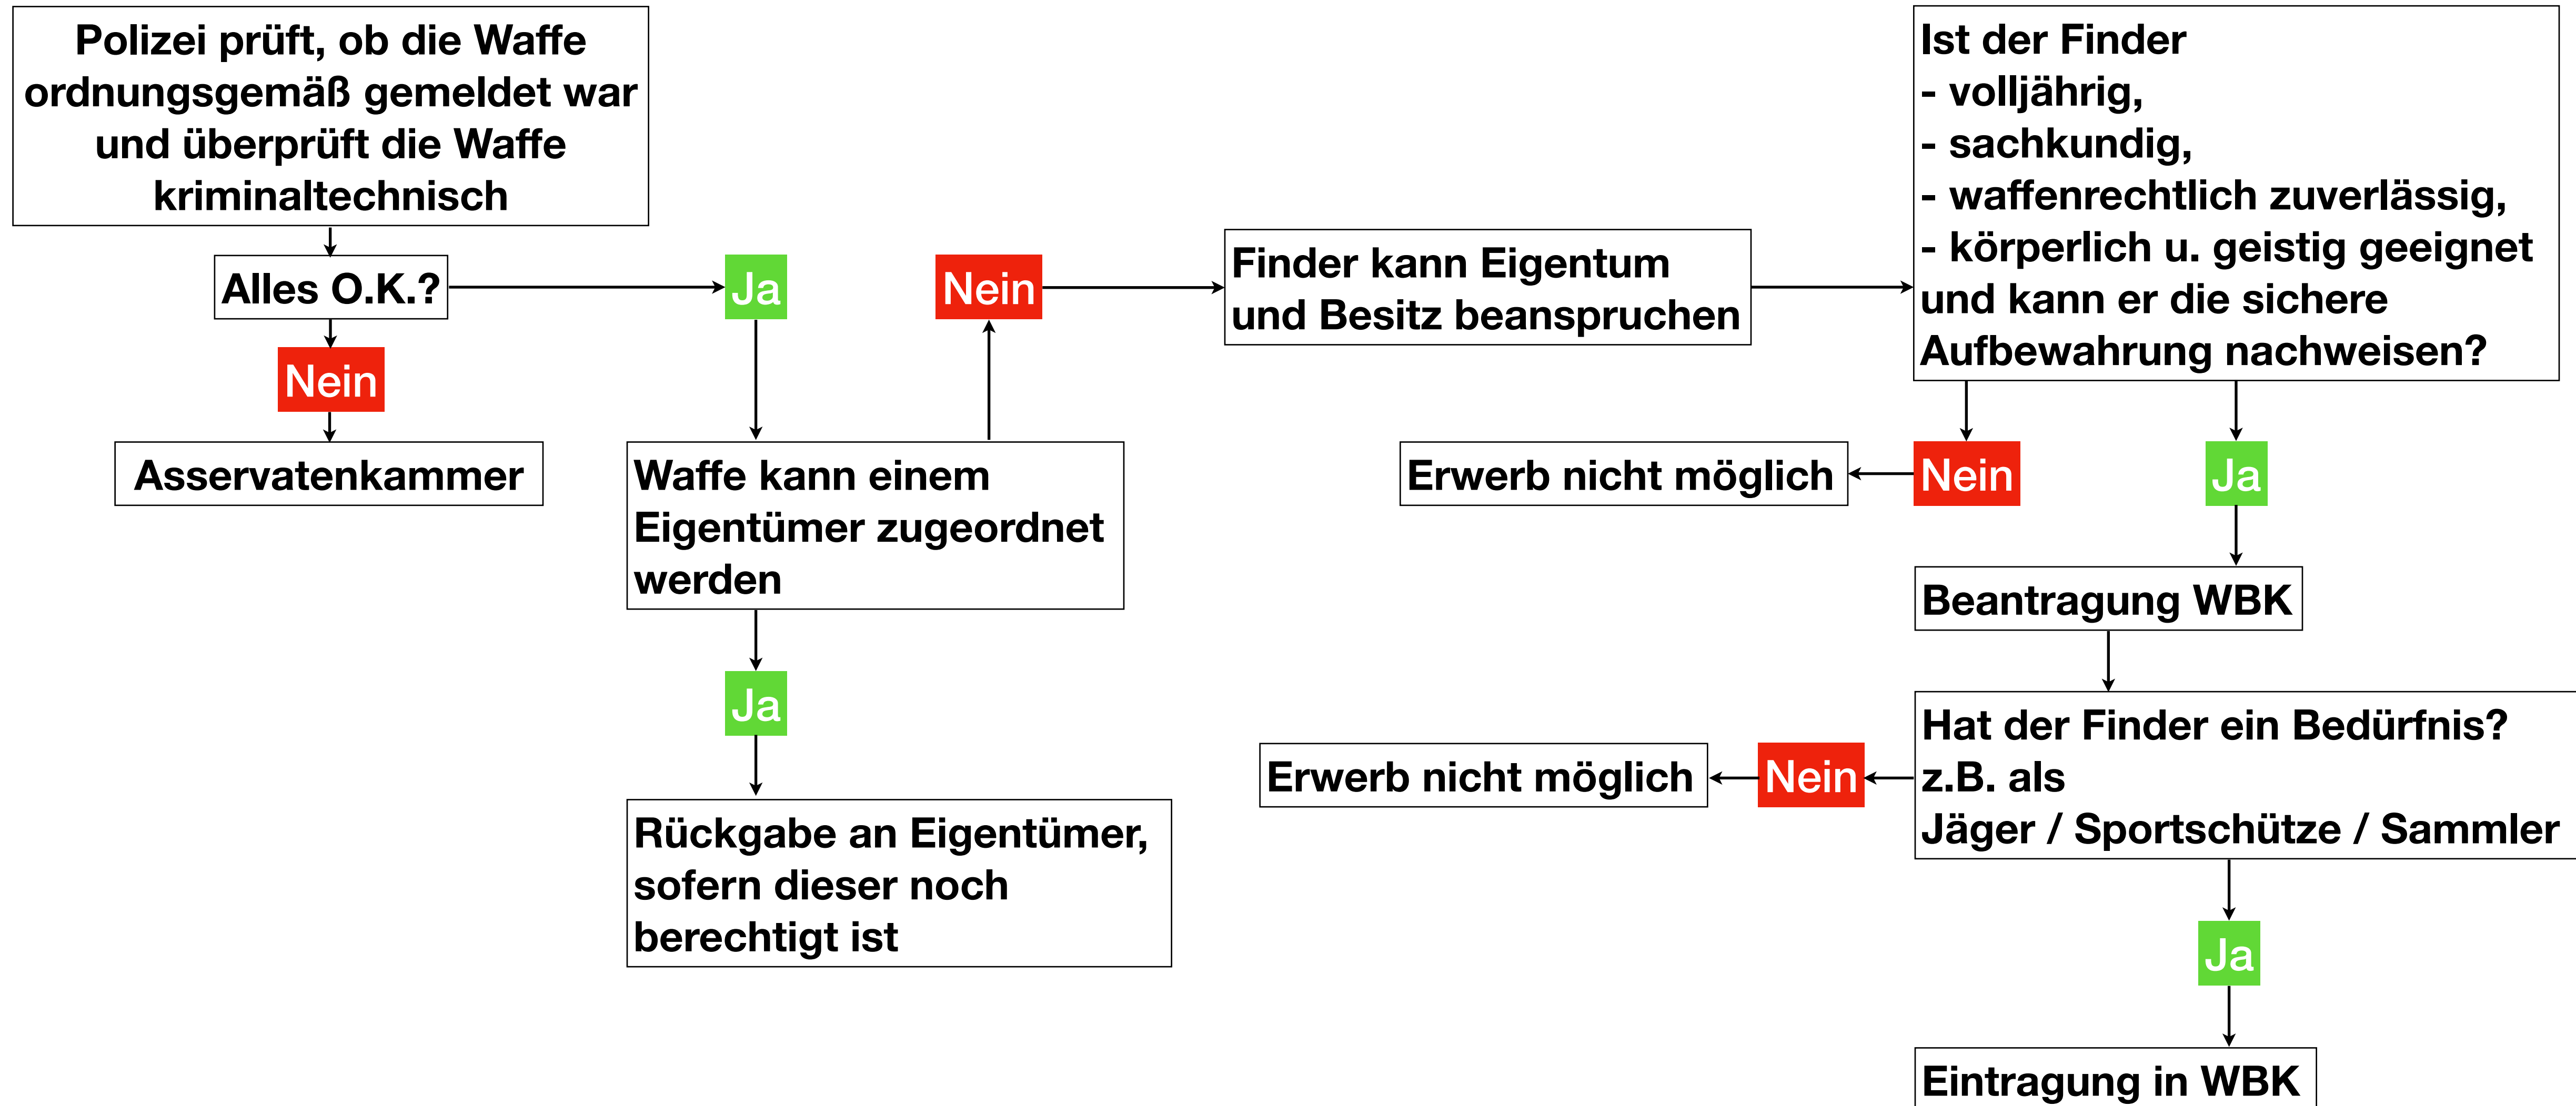 Polizei prüft, ob die Waffe
ordnungsgemäß gemeldet war
und überprüft die Waffe
kriminaltechnisch
Alles O.K.?
Nein
Asservatenkammer
Ja
Waffe kann einem
Eigentümer zugeordnet
werden
Ja
Rückgabe an Eigentümer,
sofern dieser noch
berechtigt ist
Nein
Finder kann Eigentum
und Besitz beanspruchen
Ist der Finder
- volljährig,
- sachkundig,
- waffenrechtlich zuverlässig,
- körperlich u. geistig geeignet
und kann er die sichere
Aufbewahrung nachweisen?
Nein
Erwerb nicht möglich
Ja
Beantragung WBK
Hat der Finder ein Bedürfnis?
z.B. als
Jäger / Sportschütze / Sammler
Nein
Erwerb nicht möglich
Ja
Eintragung in WBK